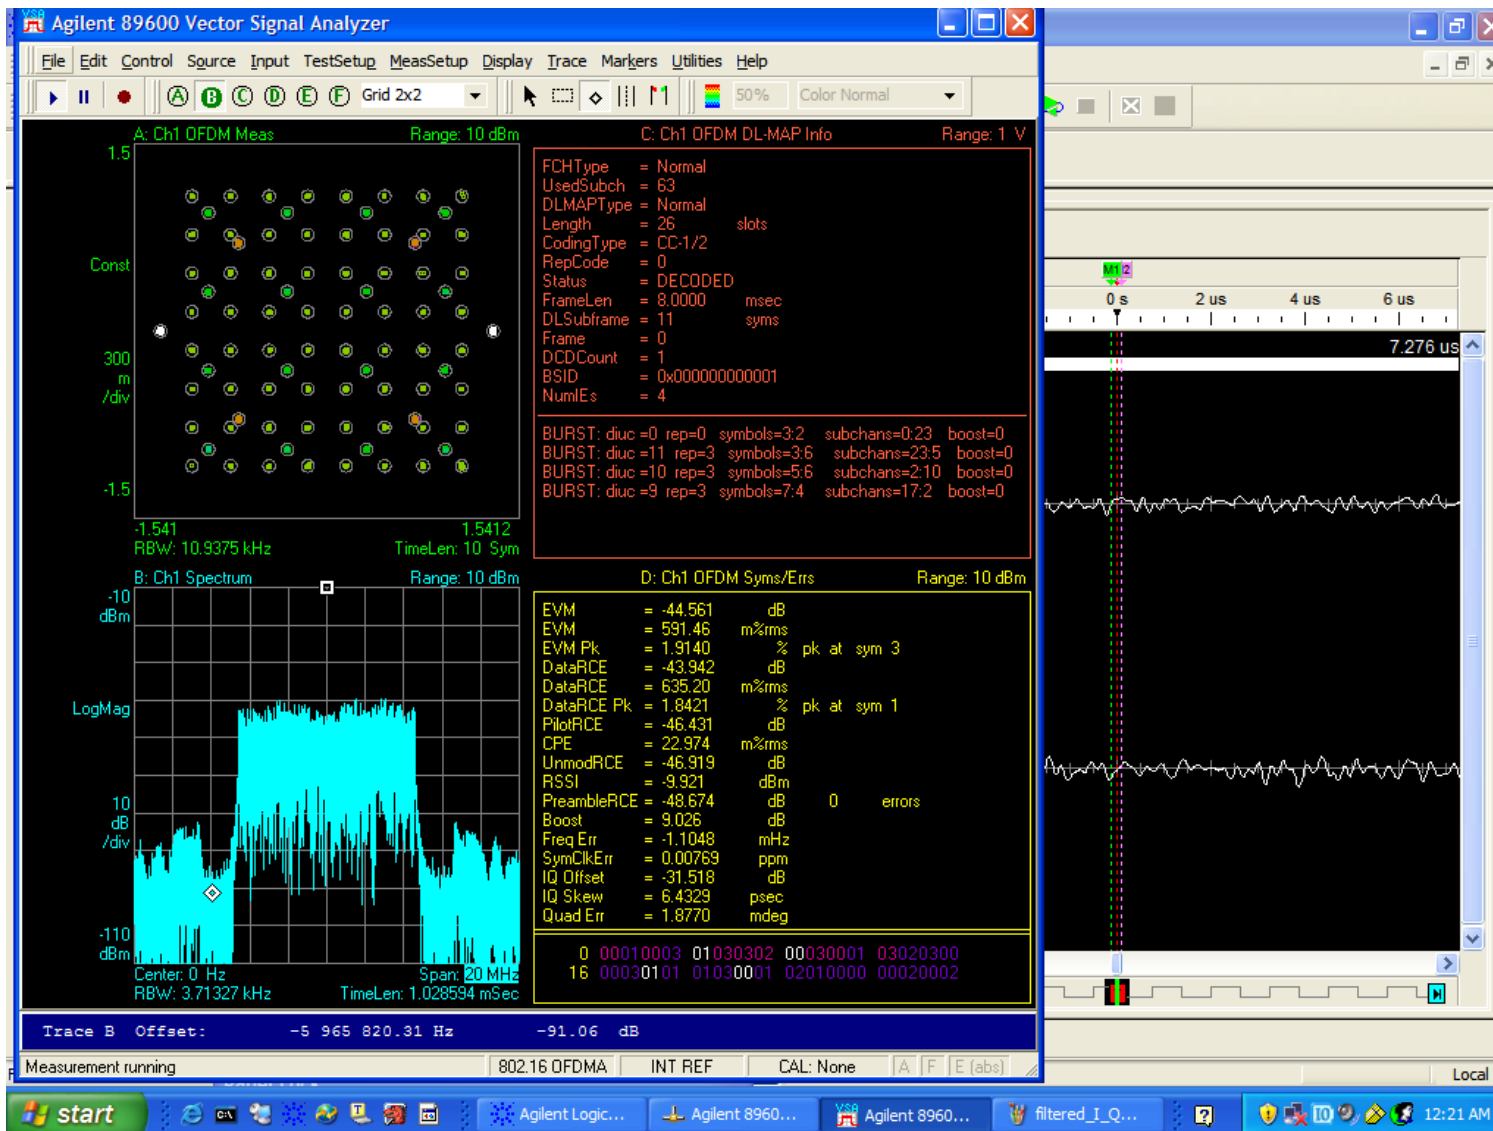 Agilent 89600 Vector Signal Analyzer
File Edit Control Source Input TestSetup MeasSetup Display Trace Markers Utilities Help
A B C D E F Grid 2x2 50% Color Normal
A: Ch1 OFDM Meas Range: 10 dBm
1.5
Const
300
m
/div
-1.5
-1.541 1.5412
RBW: 10.9375 kHz TimeLen: 10 Sym
C: Ch1 OFDM DL-MAP Info Range: 1 V
FCHType = Normal
UsedSubch = 63
DLMAPType = Normal
Length = 26 slots
CodingType = CC-1/2
RepCode = 0
Status = DECODED
FrameLen = 8.0000 msec
DLSubframe = 11 syms
Frame = 0
DCDCount = 1
BSID = 0x000000000001
NumIEs = 4
BURST: diuc =0 rep=0 symbols=3:2 subchans=0:23 boost=0
BURST: diuc =11 rep=3 symbols=3:6 subchans=23:5 boost=0
BURST: diuc =10 rep=3 symbols=5:6 subchans=2:10 boost=0
BURST: diuc =9 rep=3 symbols=7:4 subchans=17:2 boost=0
B: Ch1 Spectrum Range: 10 dBm
-10
dBm
LogMag
10
dB
/div
-110
dBm
Center: 0 Hz Span: 20 MHz
RBW: 3.71327 kHz TimeLen: 1.028594 mSec
D: Ch1 OFDM Syms/Errs Range: 10 dBm
EVM = -44.561 dB
EVM = 591.46 m%rms
EVM Pk = 1.9140 % pk at sym 3
DataRCE = -43.942 dB
DataRCE = 635.20 m%rms
DataRCE Pk = 1.8421 % pk at sym 1
PilotRCE = -46.431 dB
CPE = 22.974 m%rms
UnmodRCE = -46.919 dB
RSSI = -9.921 dBm
PreambleRCE = -48.674 dB 0 errors
Boost = 9.026 dB
Freq Err = -1.1048 mHz
SymClkErr = 0.00769 ppm
IQ Offset = -31.518 dB
IQ Skew = 6.4329 psec
Quad Err = 1.8770 mdeg
0 00010003 01030302 00030001 03020300
16 00030101 01030001 02010000 00020002
Trace B Offset: -5 965 820.31 Hz -91.06 dB
Measurement running 802.16 OFDMA INT REF CAL: None A F E (abs)
M1 2
0 s 2 us 4 us 6 us
7.276 us
Local
start Agilent Logic... Agilent 8960... Agilent 8960... filtered_I_Q... 12:21 AM